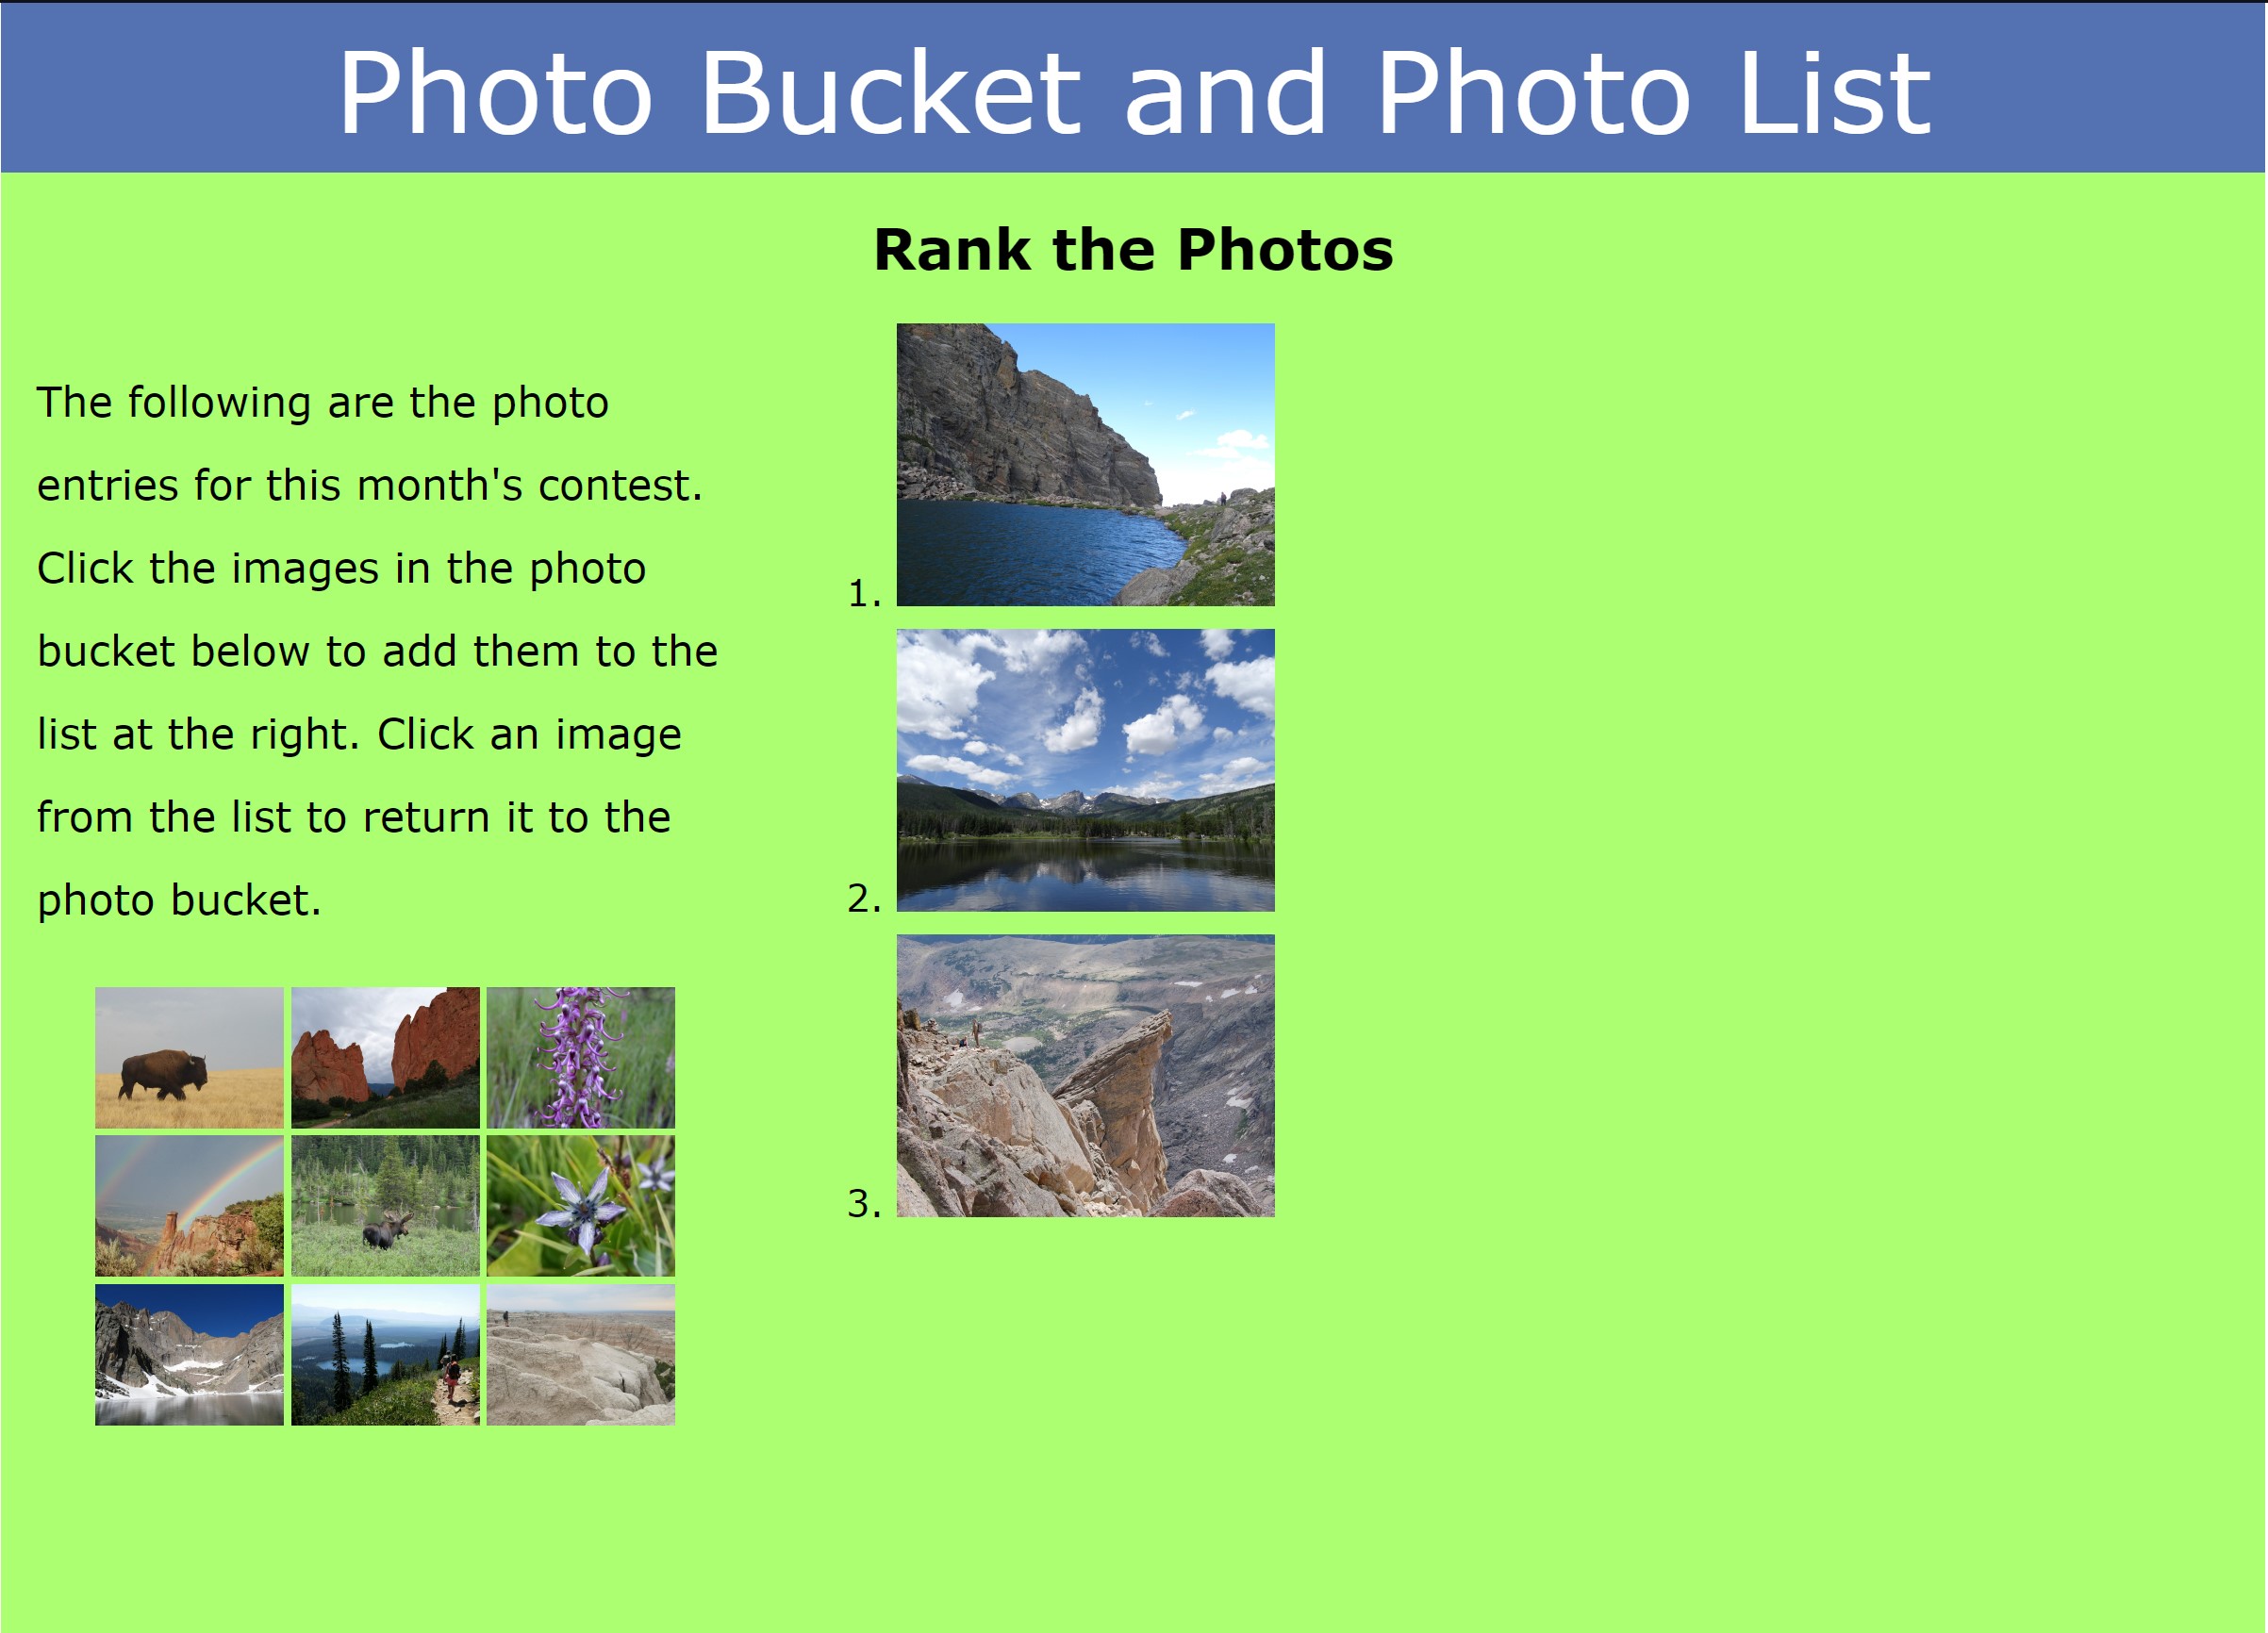 Photo Bucket and Photo List
Rank the Photos
The following are the photo
entries for this month's contest.
Click the images in the photo
bucket below to add them to the
list at the right. Click an image
from the list to return it to the
photo bucket.
1.
2.
3.